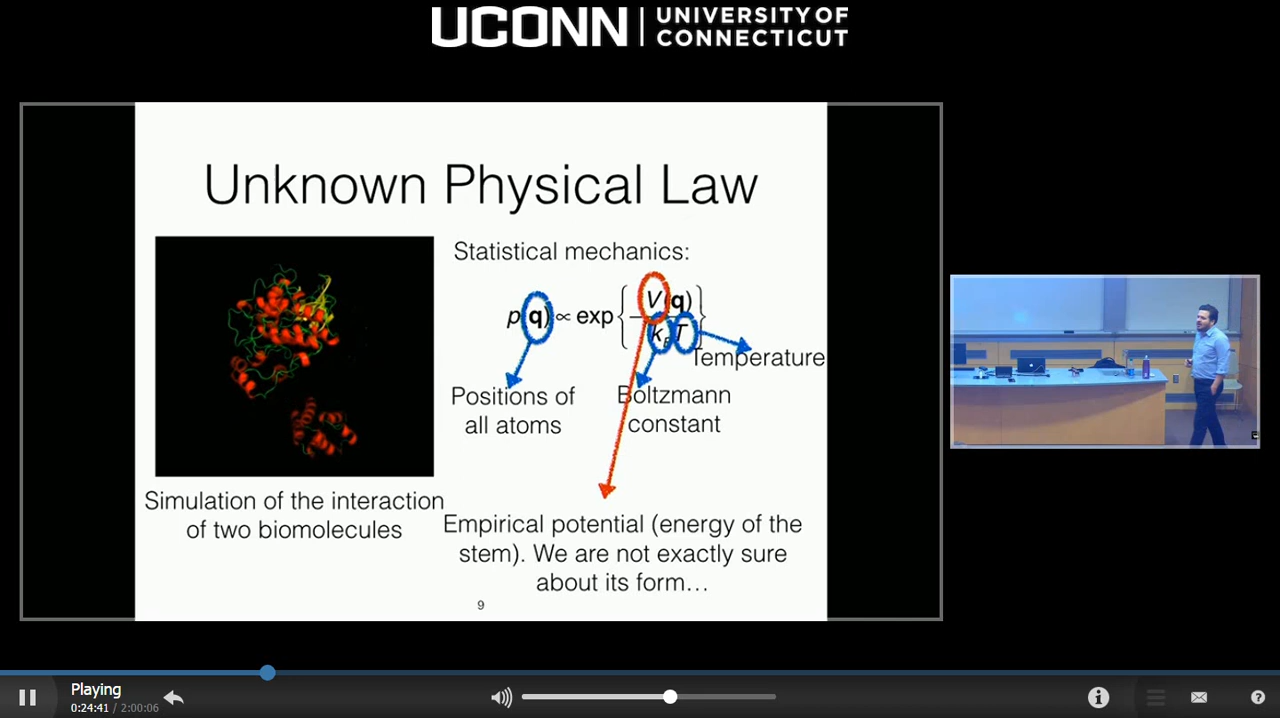 UCONN | UNIVERSITY OF
CONNECTICUT
Unknown Physical Law
Statistical mechanics:
p(q) ∝ exp { − V(q) / k_B T }
Temperature
Positions of
all atoms
Boltzmann
constant
Simulation of the interaction
of two biomolecules
Empirical potential (energy of the
stem). We are not exactly sure
about its form…
9
Playing
0:24:41 / 2:00:06